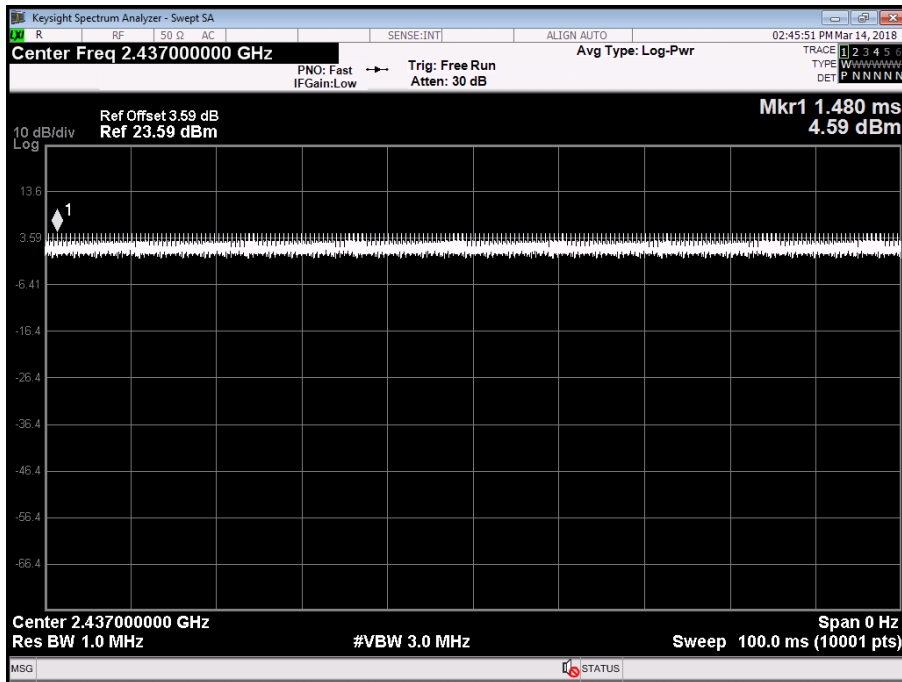 Keysight Spectrum Analyzer - Swept SA
LXI R RF 50 Ω AC SENSE:INT ALIGN AUTO 02:45:51 PM Mar 14, 2018
Center Freq 2.437000000 GHz
PNO: Fast
IFGain:Low
Trig: Free Run
Atten: 30 dB
Avg Type: Log-Pwr
TRACE 1 2 3 4 5 6
TYPE WWWWWW
DET P N N N N N
Mkr1 1.480 ms
4.59 dBm
Ref Offset 3.59 dB
10 dB/div Ref 23.59 dBm
Log
13.6
1
3.59
-6.41
-16.4
-26.4
-36.4
-46.4
-56.4
-66.4
Center 2.437000000 GHz Span 0 Hz
Res BW 1.0 MHz #VBW 3.0 MHz Sweep 100.0 ms (10001 pts)
MSG STATUS